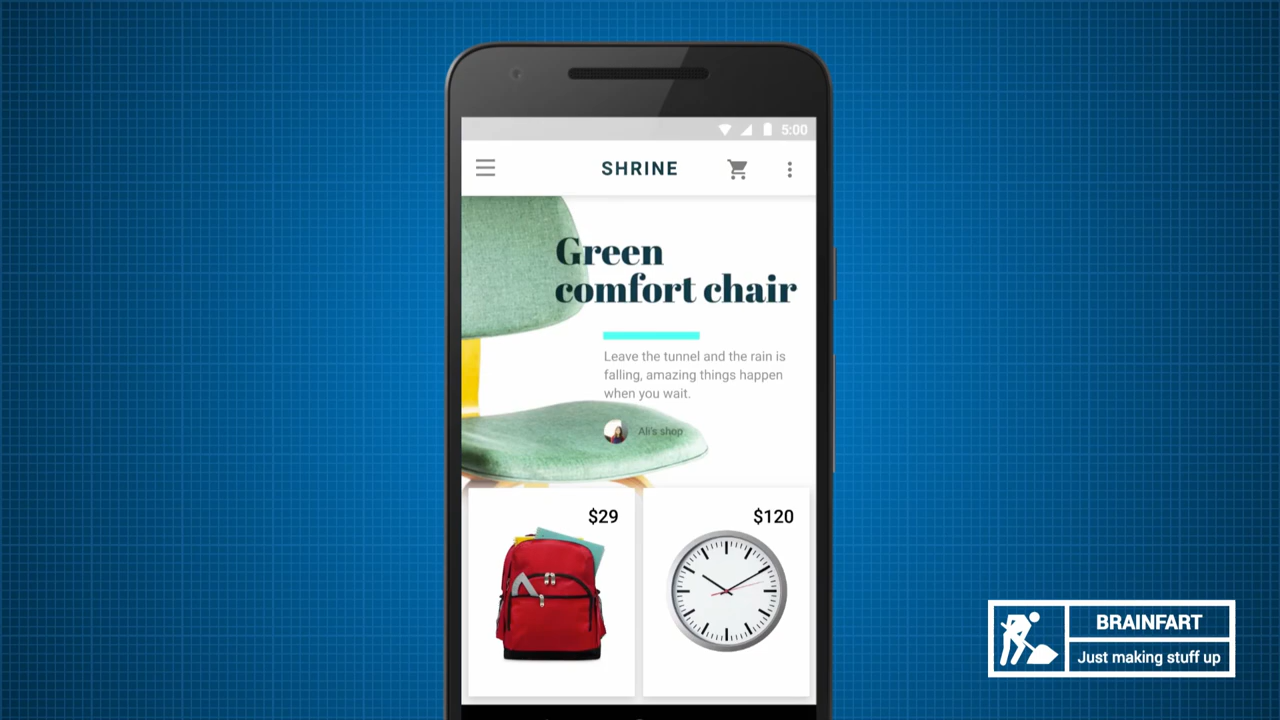 5:00
SHRINE
Green
comfort chair
Leave the tunnel and the rain is
falling, amazing things happen
when you wait.
Ali's shop
$29
$120
BRAINFART
Just making stuff up